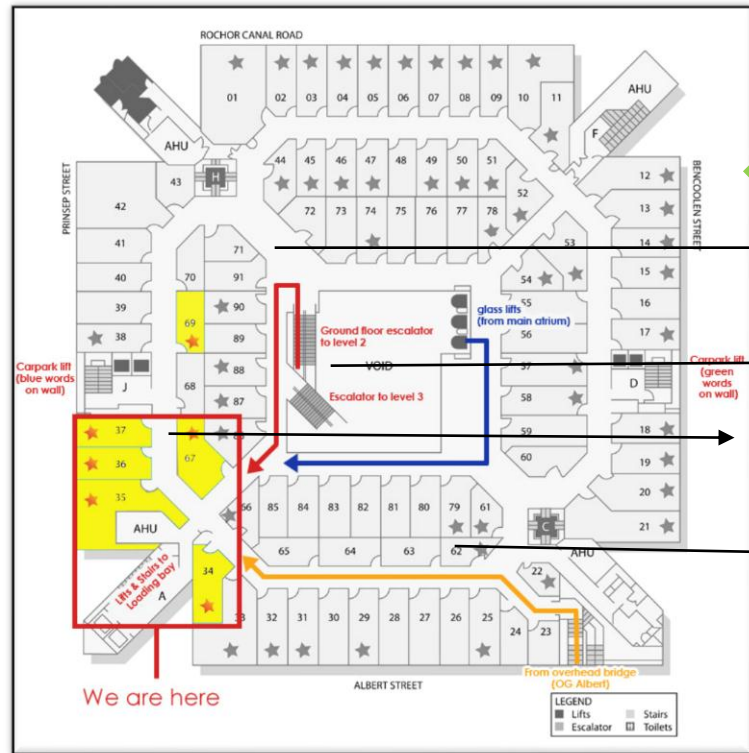 ROCHOR CANAL ROAD
01
02
03
04
05
06
07
08
09
10
11
AHU
F
AHU
H
43
42
41
40
39
38
PRINSEP STREET
44
45
46
47
48
49
50
51
52
72
73
74
75
76
77
78
53
54
55
56
57
58
59
60
12
13
14
15
16
17
BENCOOLEN STREET
71
70
91
90
69
89
88
68
87
86
67
Ground floor escalator
to level 2
glass lifts
(from main atrium)
VOID
Escalator to level 3
Carpark lift
(blue words
on wall)
J
Carpark lift
(green
words
on wall)
D
18
19
20
21
37
36
35
AHU
Lifts & Stairs to
Loading bay
A
34
66
85
84
83
82
81
80
79
61
65
64
63
62
C
AHU
22
33
32
31
30
29
28
27
26
25
24
23
From overhead bridge
(OG Albert)
We are here
ALBERT STREET
LEGEND
Lifts
Stairs
Escalator
Toilets